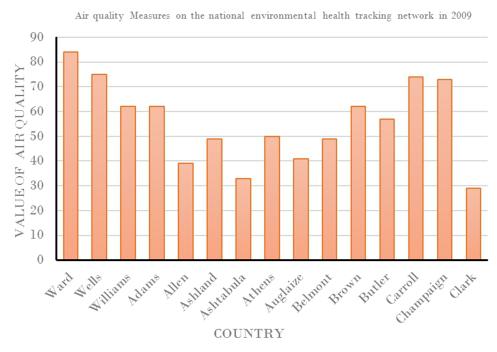 Air quality Measures on the national environmental health tracking network in 2009
VALUE OF AIR QUALITY
90
80
70
60
50
40
30
20
10
0
Ward
Wells
Williams
Adams
Allen
Ashland
Ashtabula
Athens
Auglaize
Belmont
Brown
Butler
Carroll
Champaign
Clark
COUNTRY